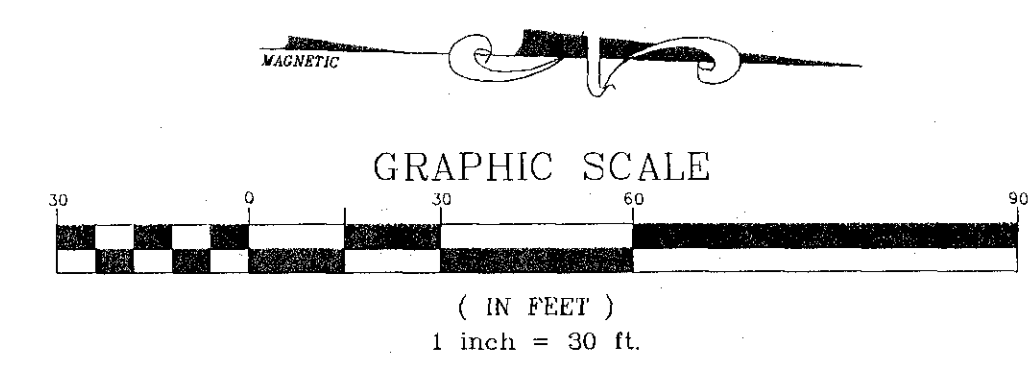 MAGNETIC
GRAPHIC SCALE
30 0 30 60 90
( IN FEET )
1 inch = 30 ft.